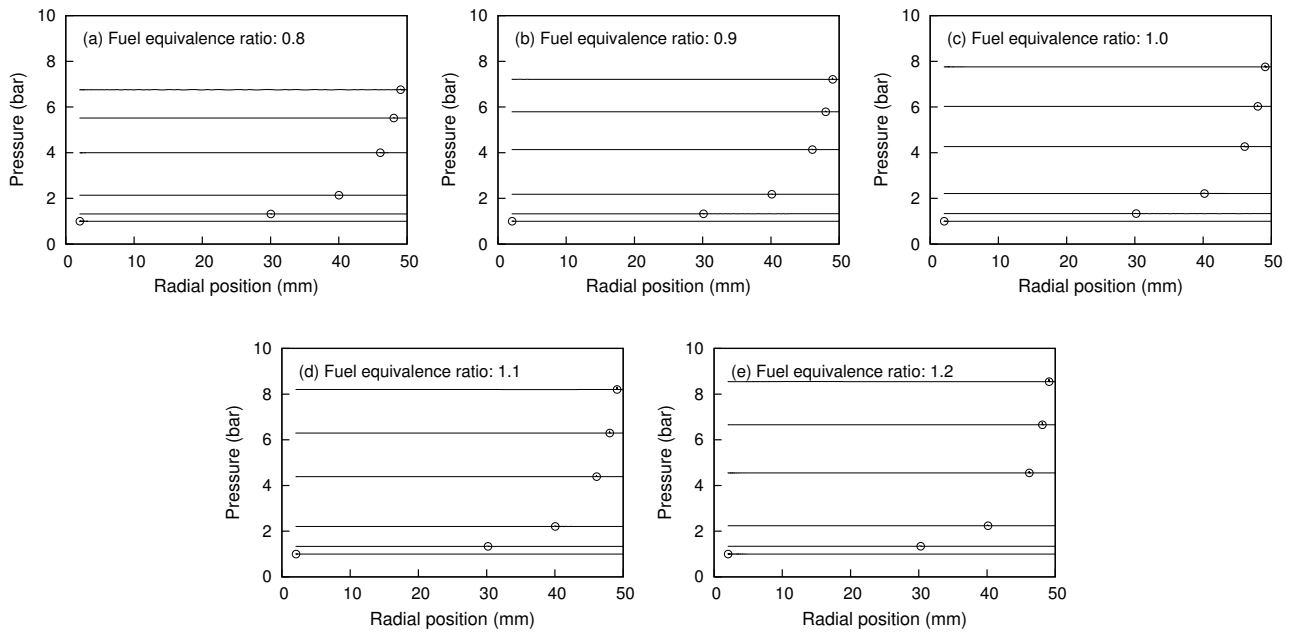 (a) Fuel equivalence ratio: 0.8
Pressure (bar)
10
8
6
4
2
0
0 10 20 30 40 50
Radial position (mm)
(b) Fuel equivalence ratio: 0.9
Pressure (bar)
10
8
6
4
2
0
0 10 20 30 40 50
Radial position (mm)
(c) Fuel equivalence ratio: 1.0
Pressure (bar)
10
8
6
4
2
0
0 10 20 30 40 50
Radial position (mm)
(d) Fuel equivalence ratio: 1.1
Pressure (bar)
10
8
6
4
2
0
0 10 20 30 40 50
Radial position (mm)
(e) Fuel equivalence ratio: 1.2
Pressure (bar)
10
8
6
4
2
0
0 10 20 30 40 50
Radial position (mm)